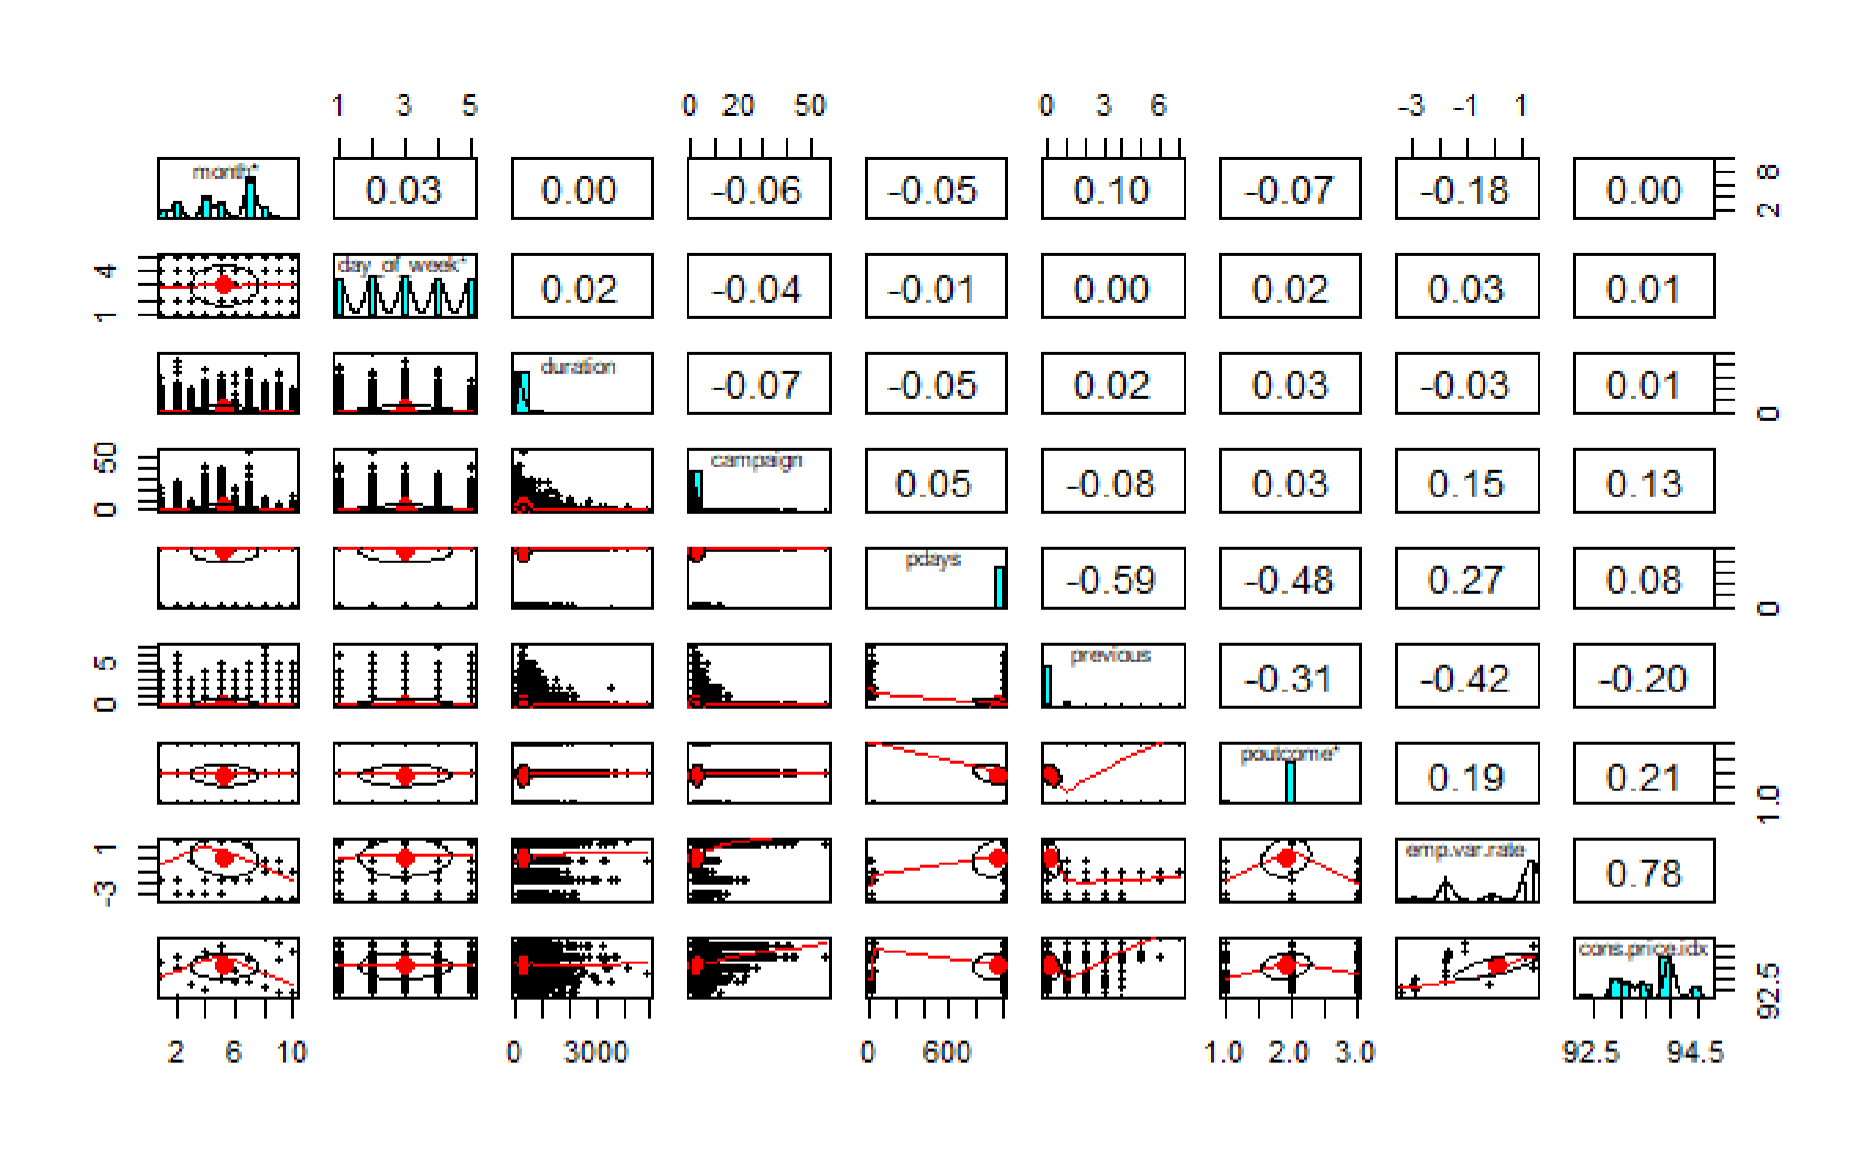 1 3 5 0 20 50 0 3 6 -3 -1 1
month* 0.03 0.00 -0.06 -0.05 0.10 -0.07 -0.18 0.00 2 8
1 4 day_of_week* 0.02 -0.04 -0.01 0.00 0.02 0.03 0.01
duration -0.07 -0.05 0.02 0.03 -0.03 0.01 0
0 50 campaign 0.05 -0.08 0.03 0.15 0.13
pdays -0.59 -0.48 0.27 0.08 0
0 5 previous -0.31 -0.42 -0.20
poutcome* 0.19 0.21 1.0
-3 1 emp.var.rate 0.78
cons.price.idx 92.5
2 6 10 0 3000 0 600 1.0 2.0 3.0 92.5 94.5